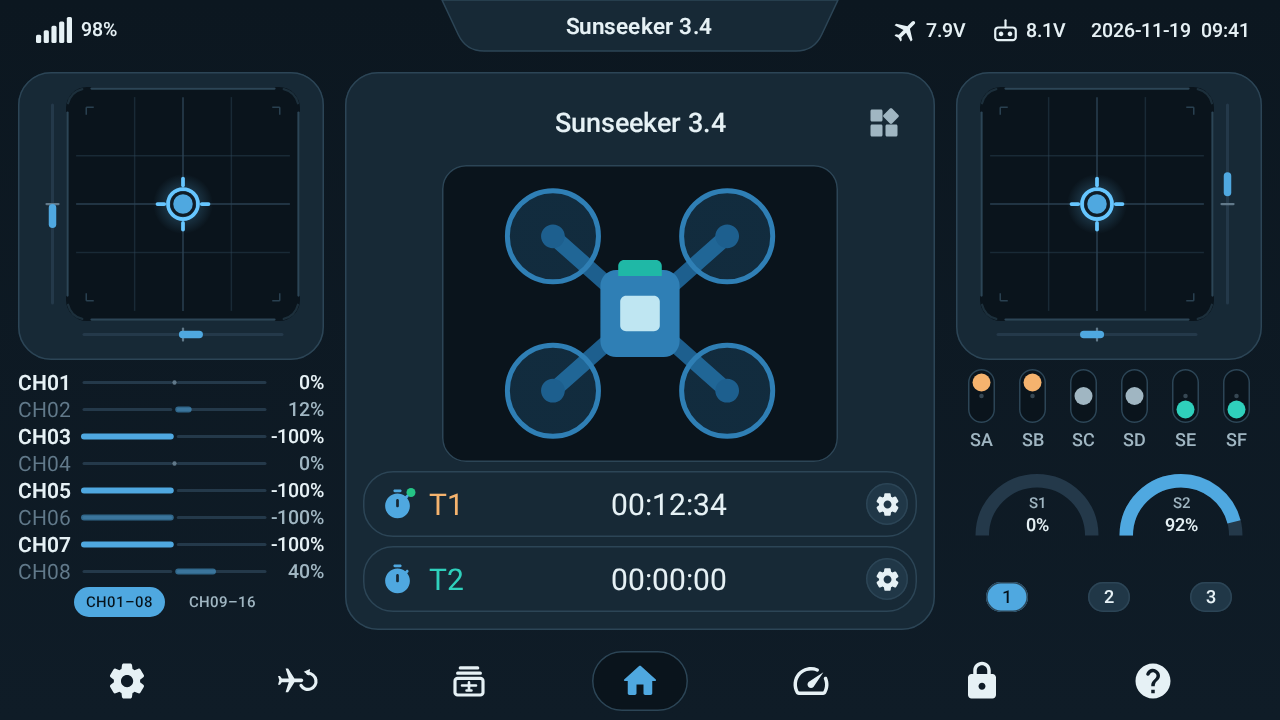 98%
Sunseeker 3.4
7.9V
8.1V
2026-11-19 09:41
Sunseeker 3.4
CH01 0%
CH02 12%
CH03 -100%
CH04 0%
CH05 -100%
CH06 -100%
CH07 -100%
CH08 40%
CH01–08 CH09–16
T1 00:12:34
T2 00:00:00
SA SB SC SD SE SF
S1 S2
0% 92%
1 2 3
?